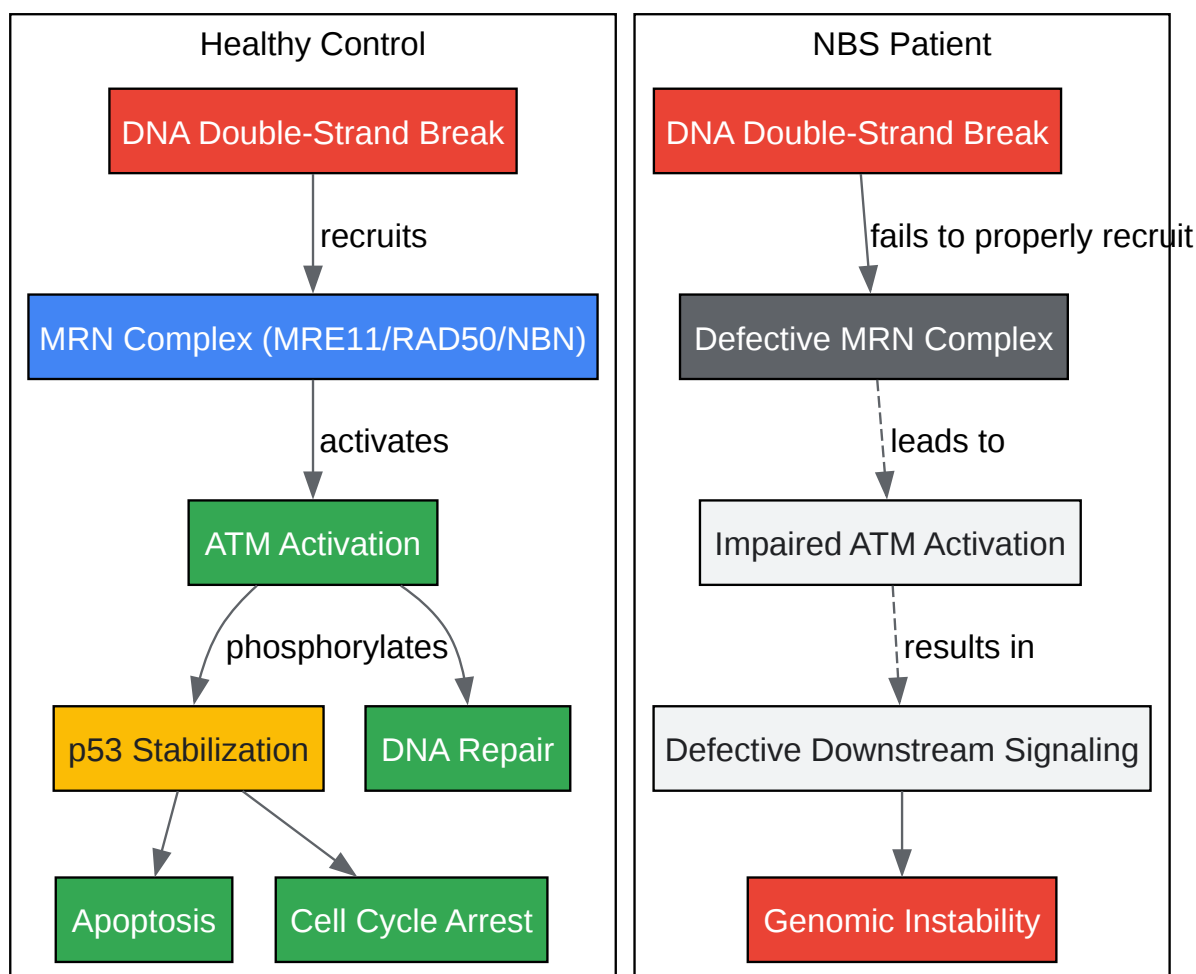 Healthy Control
DNA Double-Strand Break
recruits
MRN Complex (MRE11/RAD50/NBN)
activates
ATM Activation
phosphorylates
p53 Stabilization
DNA Repair
Apoptosis
Cell Cycle Arrest
NBS Patient
DNA Double-Strand Break
fails to properly recruit
Defective MRN Complex
leads to
Impaired ATM Activation
results in
Defective Downstream Signaling
Genomic Instability